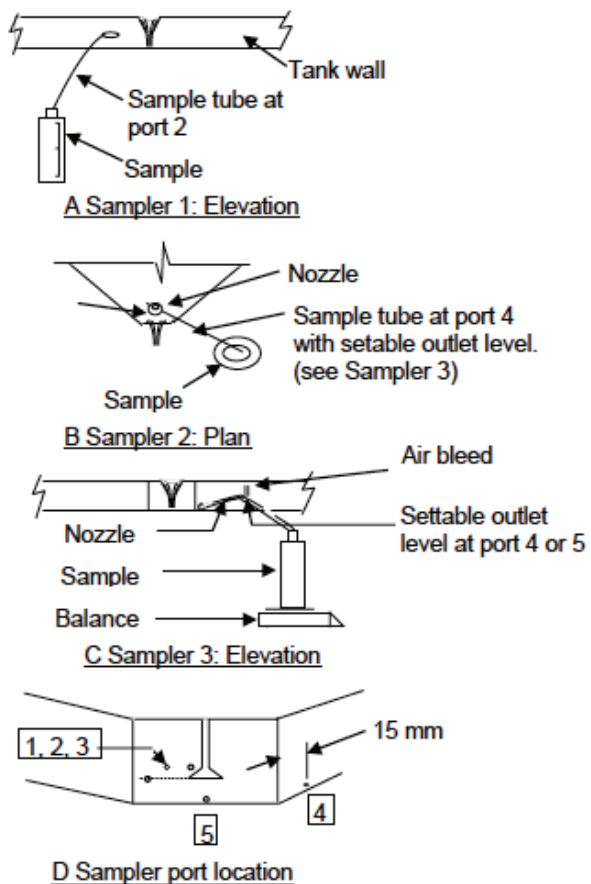 Tank wall
Sample tube at
port 2
Sample
A Sampler 1: Elevation
Nozzle
Sample tube at port 4
with setable outlet level.
(see Sampler 3)
Sample
B Sampler 2: Plan
Air bleed
Nozzle
Settable outlet
level at port 4 or 5
Sample
Balance
C Sampler 3: Elevation
1, 2, 3
15 mm
4
5
D Sampler port location